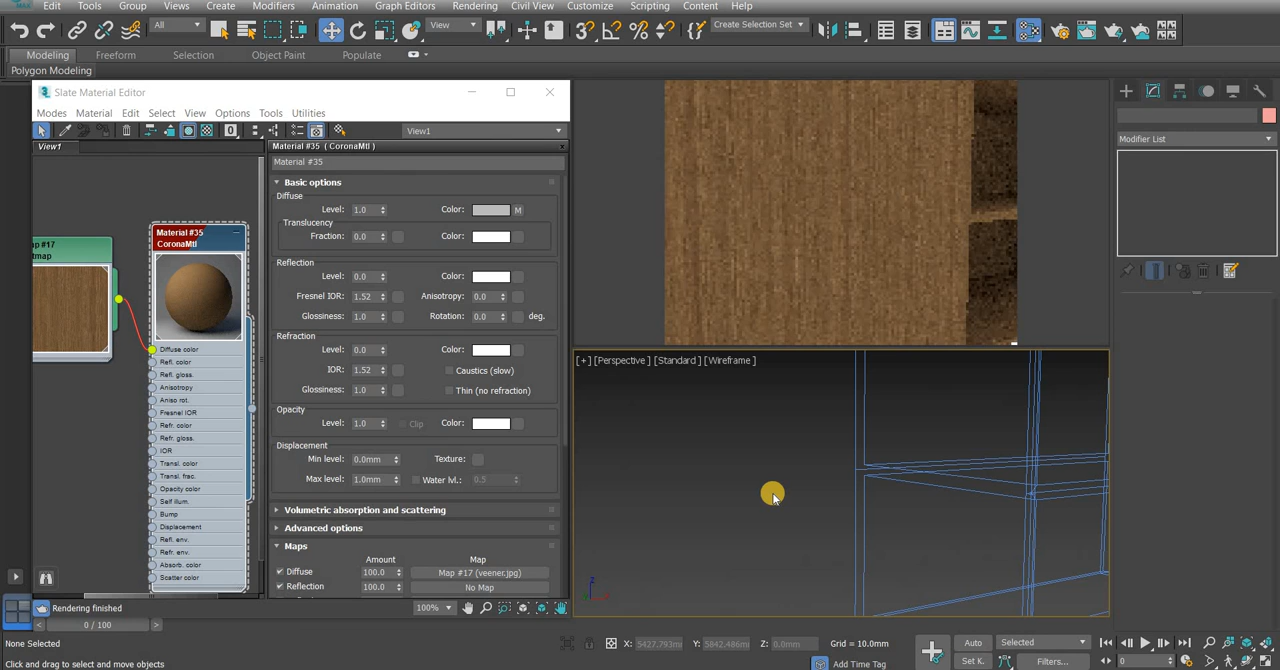 Edit Tools Group Views Create Modifiers Animation Graph Editors Rendering Civil View Customize Scripting Content Help
All View Create Selection Set
Modeling Freeform Selection Object Paint Populate
Polygon Modeling
Slate Material Editor
Modes Material Edit Select View Options Tools Utilities
View1
View1
Material #35 ( CoronaMtl )
Material #35
ap #17
tmap
Material #35
CoronaMtl
Diffuse color
Refl. color
Refl. gloss.
Anisotropy
Aniso rot.
Fresnel IOR
Refr. color
Refr. gloss.
IOR
Transl. color
Transl. frac.
Opacity color
Self illum.
Bump
Displacement
Refl. env.
Refr. env.
Absorb. color
Scatter color
Basic options
Diffuse
Level: 1.0 Color: M
Translucency
Fraction: 0.0 Color:
Reflection
Level: 0.0 Color:
Fresnel IOR: 1.52 Anisotropy: 0.0
Glossiness: 1.0 Rotation: 0.0 deg.
Refraction
Level: 0.0 Color:
IOR: 1.52 Caustics (slow)
Glossiness: 1.0 Thin (no refraction)
Opacity
Level: 1.0 Clip Color:
Displacement
Min level: 0.0mm Texture:
Max level: 1.0mm Water lvl.: 0.5
Volumetric absorption and scattering
Advanced options
Maps
Amount Map
Diffuse 100.0 Map #17 (veener.jpg)
Reflection 100.0 No Map
[+] [Perspective ] [Standard ] [Wireframe ]
Modifier List
Rendering finished
100%
0 / 100
None Selected
X: 5427.793m Y: 5842.486m Z: 0.0mm Grid = 10.0mm
Auto Selected
Set K. Filters...
0
Click and drag to select and move objects
Add Time Tag